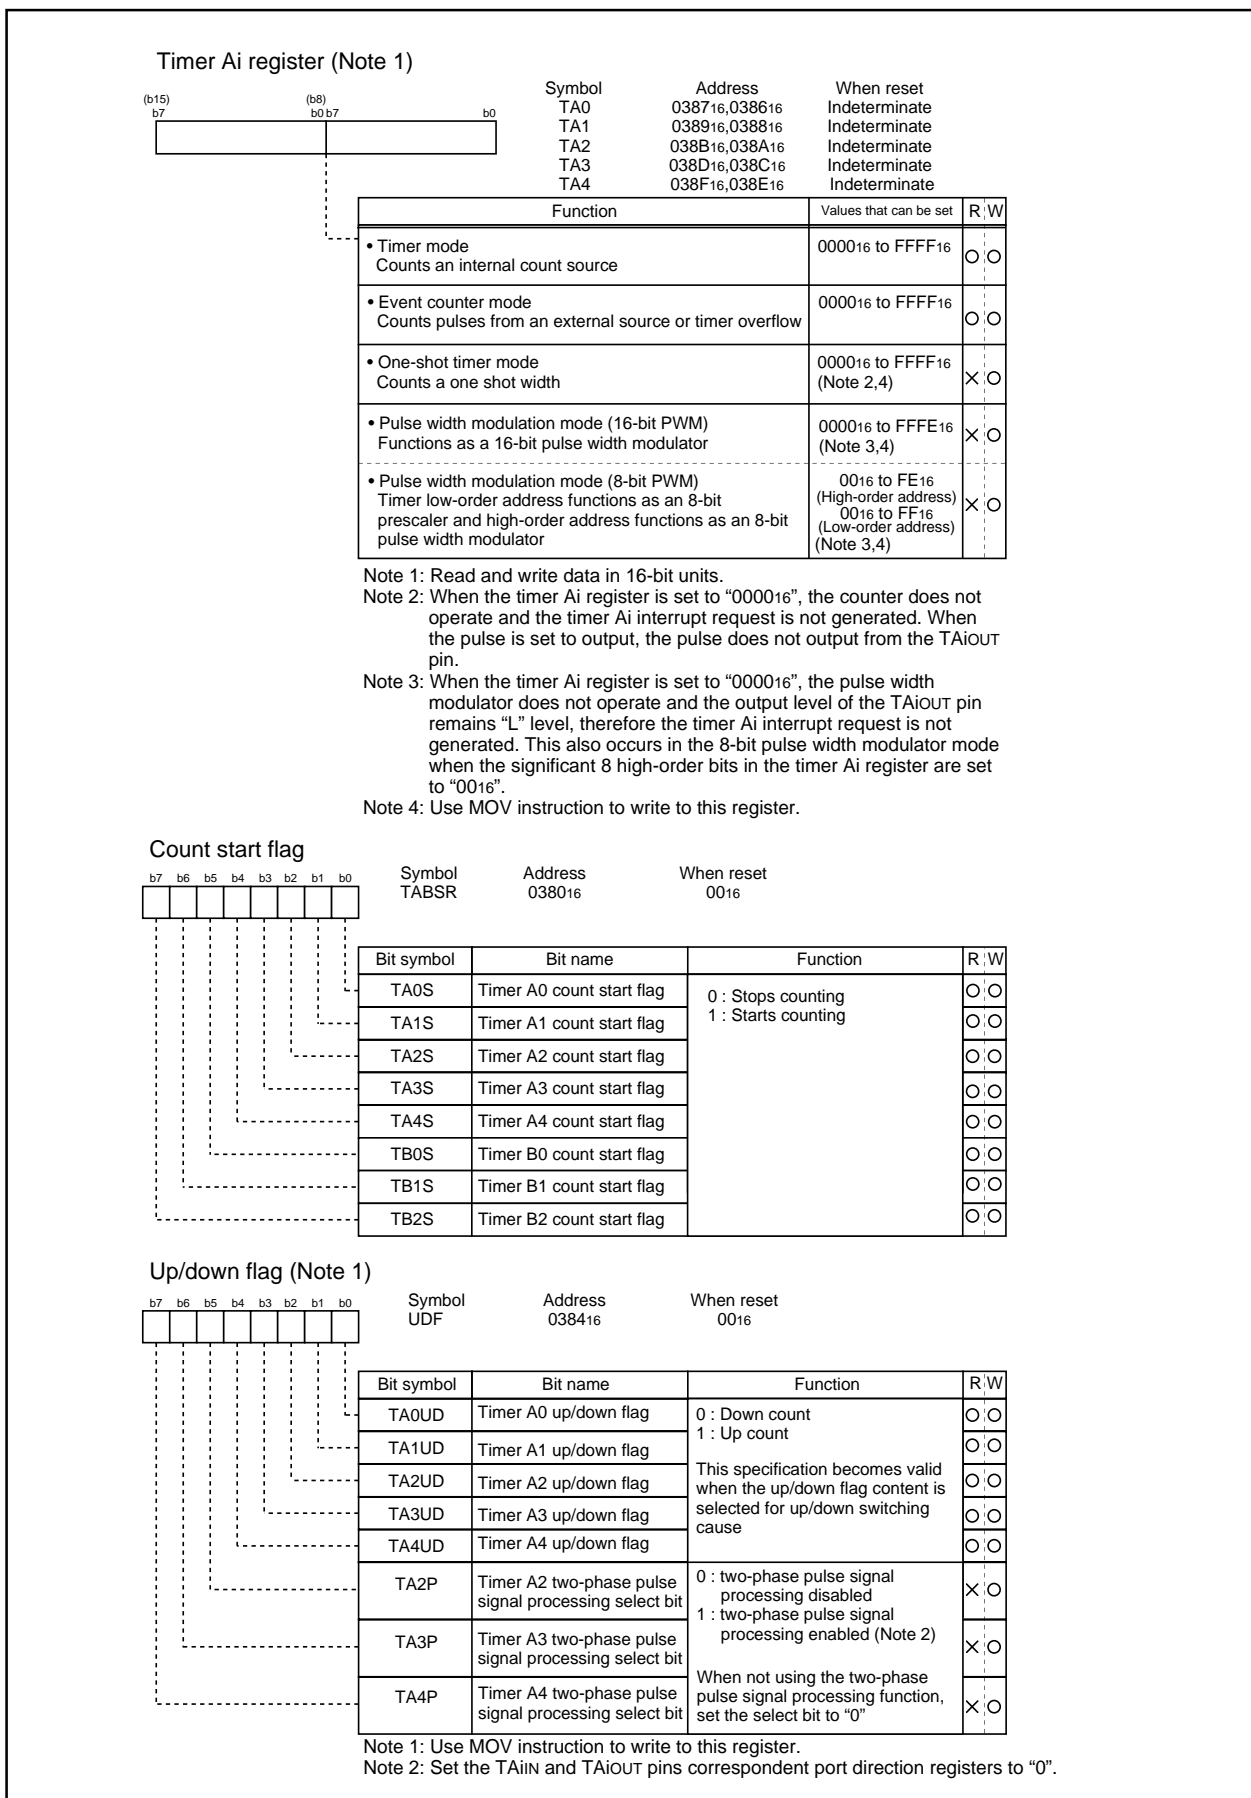 Timer Ai register (Note 1)
Symbol Address When reset
(b15) (b8)
b7 b0 b7 b0
TA0 038716,038616 Indeterminate
TA1 038916,038816 Indeterminate
TA2 038B16,038A16 Indeterminate
TA3 038D16,038C16 Indeterminate
TA4 038F16,038E16 Indeterminate
Function Values that can be set R W
• Timer mode 000016 to FFFF16
Counts an internal count source
• Event counter mode 000016 to FFFF16
Counts pulses from an external source or timer overflow
• One-shot timer mode 000016 to FFFF16
Counts a one shot width (Note 2,4)
• Pulse width modulation mode (16-bit PWM) 000016 to FFFE16
Functions as a 16-bit pulse width modulator (Note 3,4)
• Pulse width modulation mode (8-bit PWM) 0016 to FE16
Timer low-order address functions as an 8-bit (High-order address)
prescaler and high-order address functions as an 8-bit 0016 to FF16
pulse width modulator (Low-order address)
(Note 3,4)
Note 1: Read and write data in 16-bit units.
Note 2: When the timer Ai register is set to “000016”, the counter does not
operate and the timer Ai interrupt request is not generated. When
the pulse is set to output, the pulse does not output from the TAiOUT
pin.
Note 3: When the timer Ai register is set to “000016”, the pulse width
modulator does not operate and the output level of the TAiOUT pin
remains “L” level, therefore the timer Ai interrupt request is not
generated. This also occurs in the 8-bit pulse width modulator mode
when the significant 8 high-order bits in the timer Ai register are set
to “0016”.
Note 4: Use MOV instruction to write to this register.
Count start flag
b7 b6 b5 b4 b3 b2 b1 b0
Symbol Address When reset
TABSR 038016 0016
Bit symbol Bit name Function R W
TA0S Timer A0 count start flag 0 : Stops counting
TA1S Timer A1 count start flag 1 : Starts counting
TA2S Timer A2 count start flag
TA3S Timer A3 count start flag
TA4S Timer A4 count start flag
TB0S Timer B0 count start flag
TB1S Timer B1 count start flag
TB2S Timer B2 count start flag
Up/down flag (Note 1)
b7 b6 b5 b4 b3 b2 b1 b0
Symbol Address When reset
UDF 038416 0016
Bit symbol Bit name Function R W
TA0UD Timer A0 up/down flag 0 : Down count
1 : Up count
TA1UD Timer A1 up/down flag
This specification becomes valid
TA2UD Timer A2 up/down flag when the up/down flag content is
TA3UD Timer A3 up/down flag selected for up/down switching
cause
TA4UD Timer A4 up/down flag
TA2P Timer A2 two-phase pulse 0 : two-phase pulse signal
signal processing select bit processing disabled
1 : two-phase pulse signal
TA3P Timer A3 two-phase pulse processing enabled (Note 2)
signal processing select bit
When not using the two-phase
TA4P Timer A4 two-phase pulse pulse signal processing function,
signal processing select bit set the select bit to “0”
Note 1: Use MOV instruction to write to this register.
Note 2: Set the TAiIN and TAiOUT pins correspondent port direction registers to “0”.